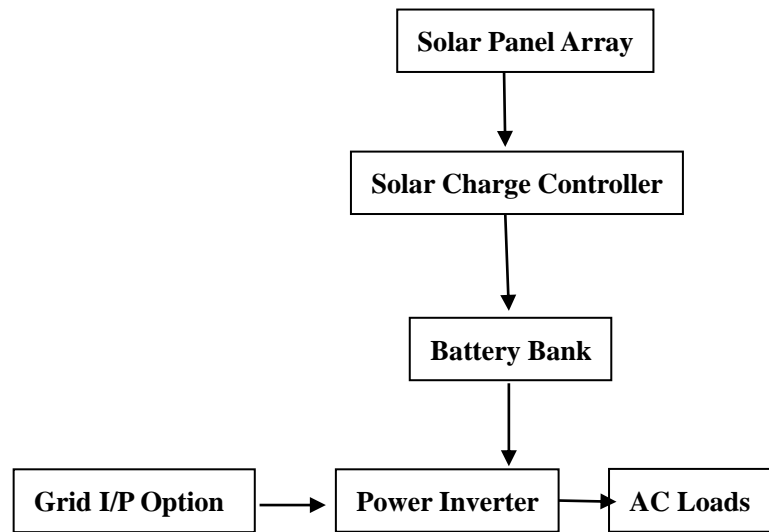 Solar Panel Array
Solar Charge Controller
Battery Bank
Grid I/P Option
Power Inverter
AC Loads